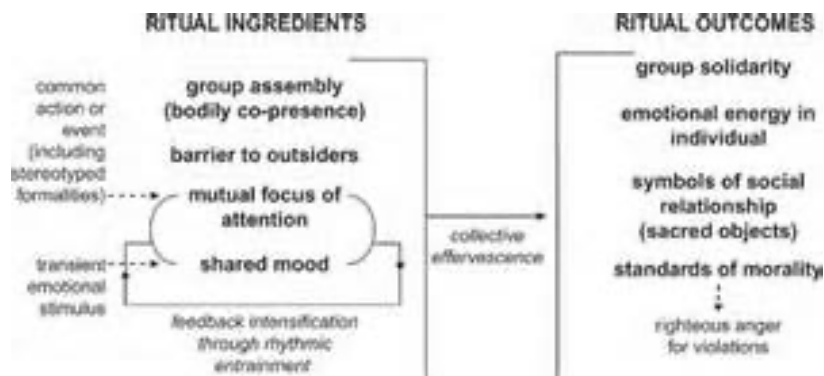 RITUAL INGREDIENTS
common
action or
event
(including
stereotyped
formalities)
group assembly
(bodily co-presence)
barrier to outsiders
mutual focus of
attention
shared mood
transient
emotional
stimulus
feedback intensification
through rhythmic
entrainment
collective
effervescence
RITUAL OUTCOMES
group solidarity
emotional energy in
individual
symbols of social
relationship
(sacred objects)
standards of morality
righteous anger
for violations